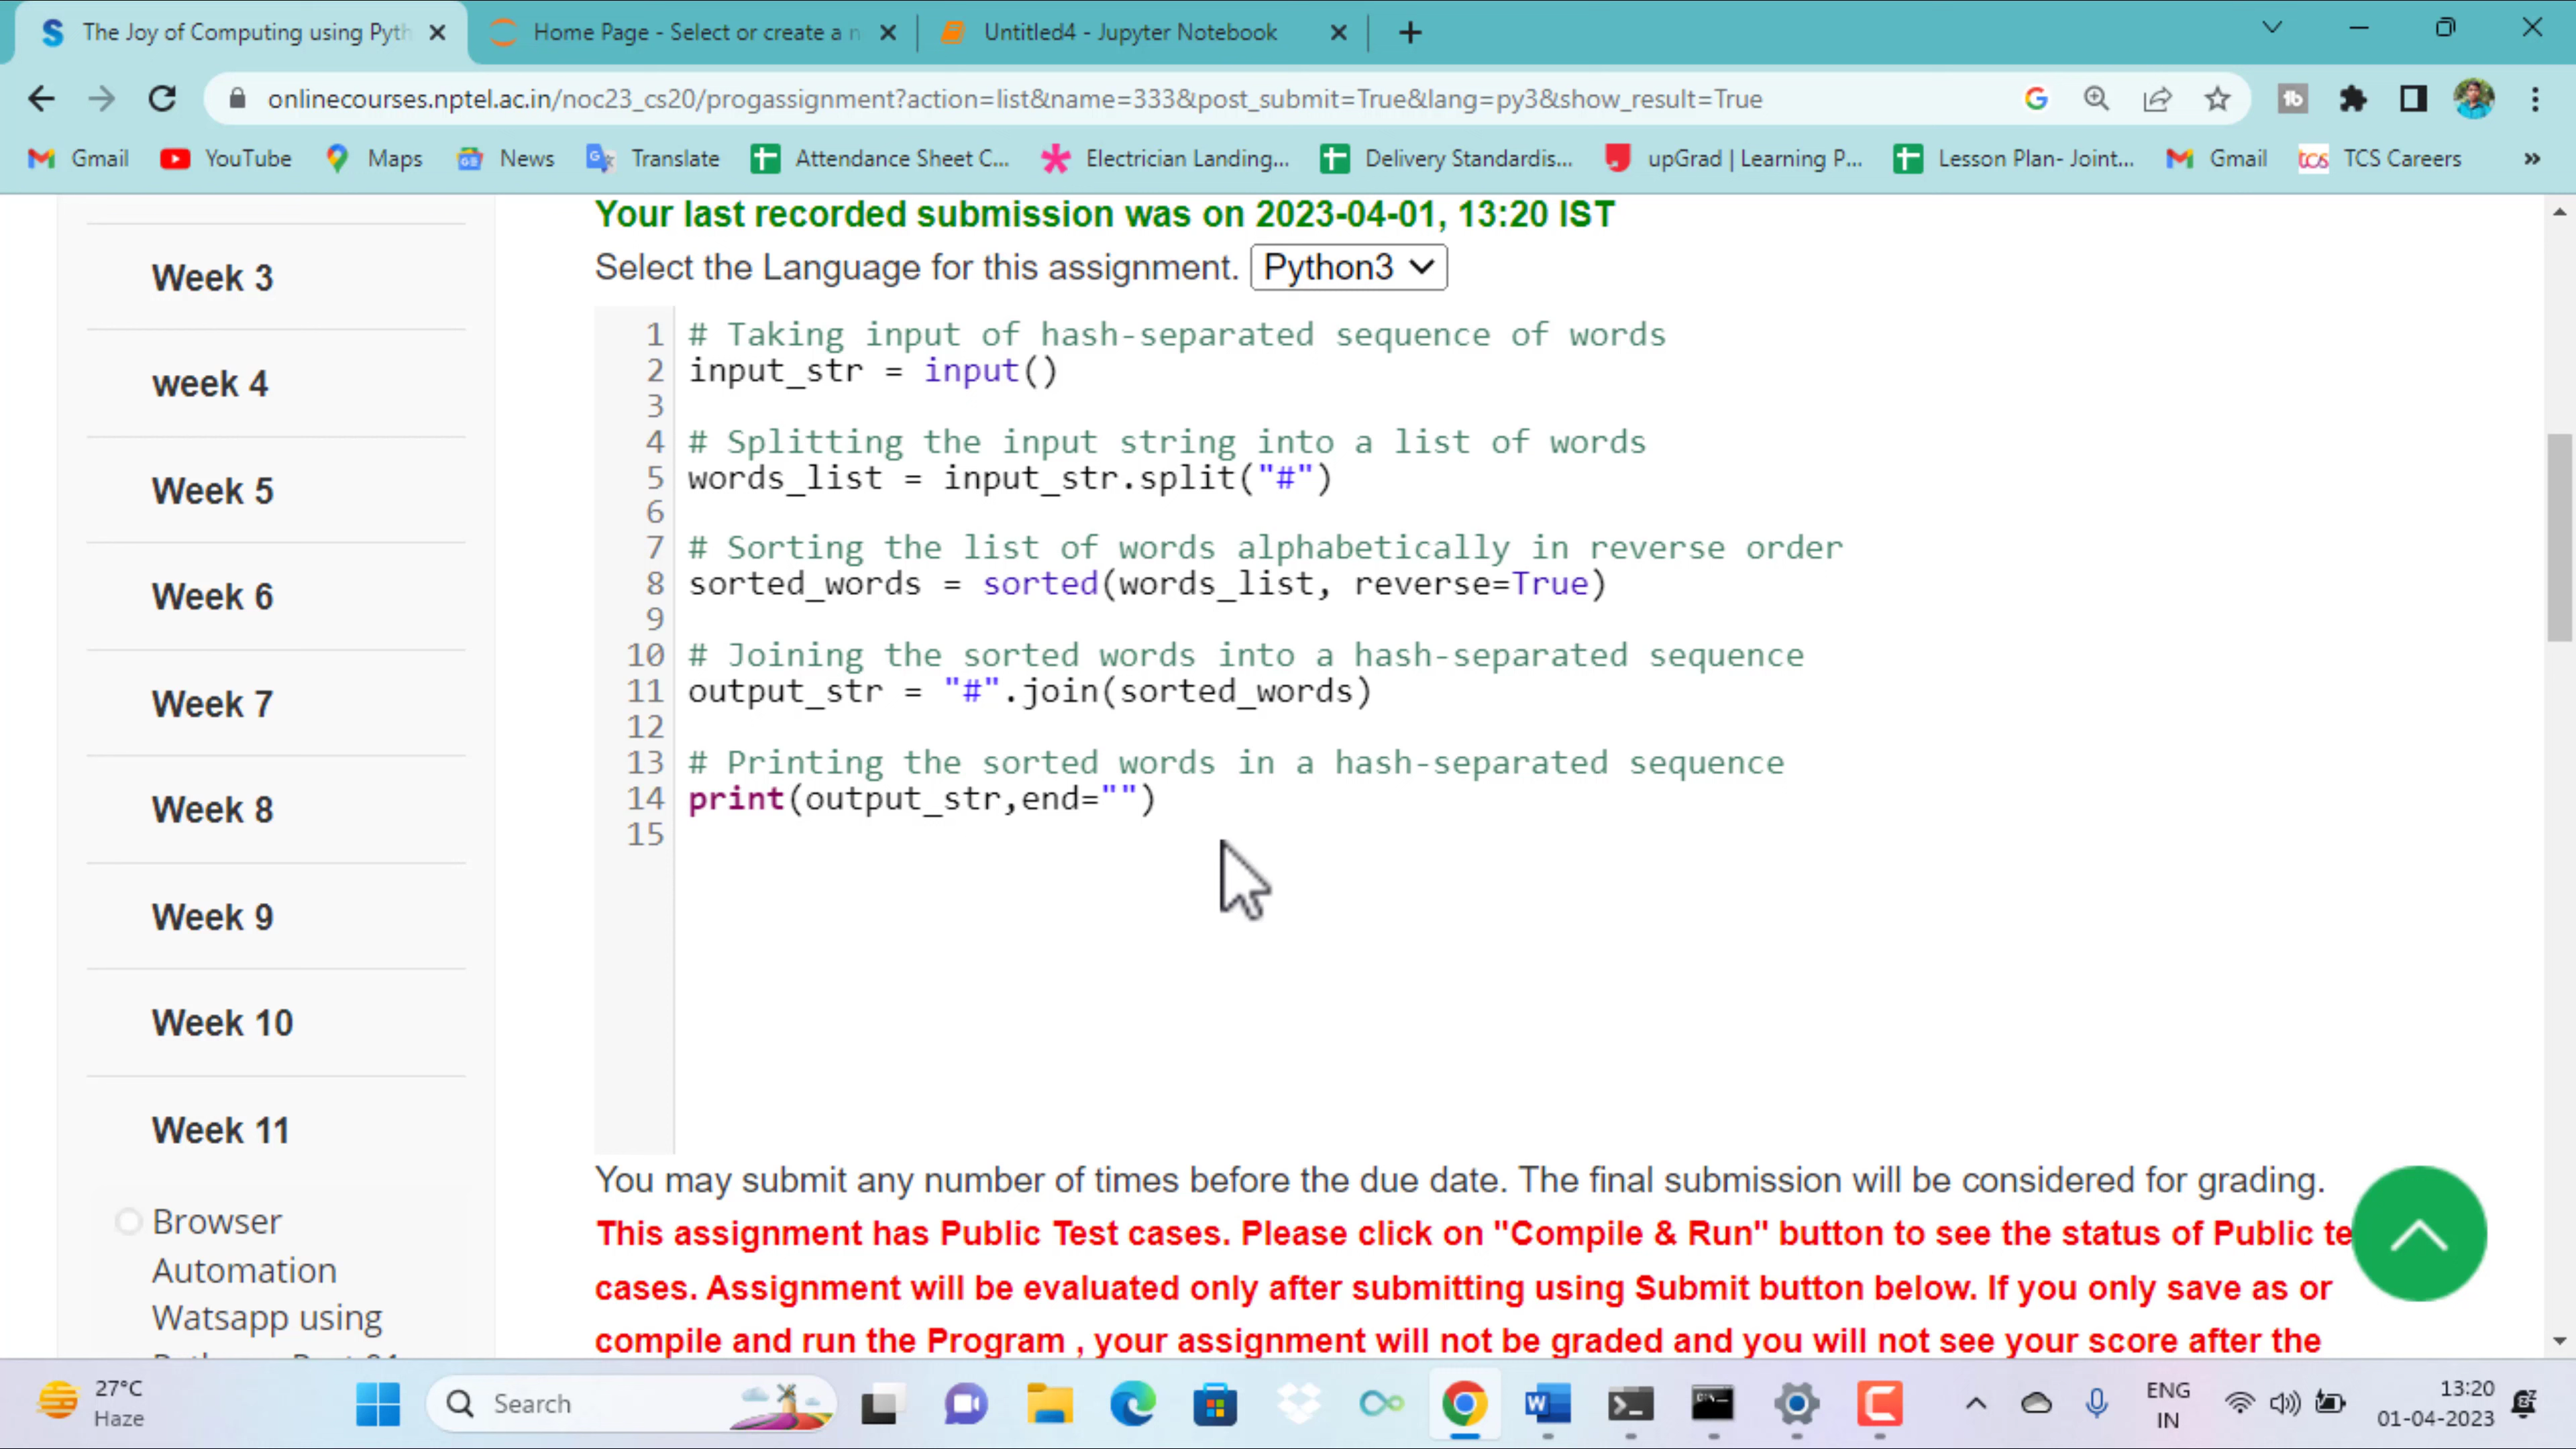 The Joy of Computing using Pyth
Home Page - Select or create a n
Untitled4 - Jupyter Notebook
onlinecourses.nptel.ac.in/noc23_cs20/progassignment?action=list&name=333&post_submit=True&lang=py3&show_result=True
Gmail
YouTube
Maps
News
Translate
Attendance Sheet C...
Electrician Landing...
Delivery Standardis...
upGrad | Learning P...
Lesson Plan- Joint...
Gmail
tcs TCS Careers
»
Week 3
week 4
Week 5
Week 6
Week 7
Week 8
Week 9
Week 10
Week 11
Browser
Automation
Watsapp using
Your last recorded submission was on 2023-04-01, 13:20 IST
Select the Language for this assignment. Python3
1 # Taking input of hash-separated sequence of words
2 input_str = input()
3
4 # Splitting the input string into a list of words
5 words_list = input_str.split("#")
6
7 # Sorting the list of words alphabetically in reverse order
8 sorted_words = sorted(words_list, reverse=True)
9
10 # Joining the sorted words into a hash-separated sequence
11 output_str = "#".join(sorted_words)
12
13 # Printing the sorted words in a hash-separated sequence
14 print(output_str,end="")
15
You may submit any number of times before the due date. The final submission will be considered for grading.
This assignment has Public Test cases. Please click on "Compile & Run" button to see the status of Public te
cases. Assignment will be evaluated only after submitting using Submit button below. If you only save as or
compile and run the Program , your assignment will not be graded and you will not see your score after the
27°C
Haze
Search
ENG
IN
13:20
01-04-2023